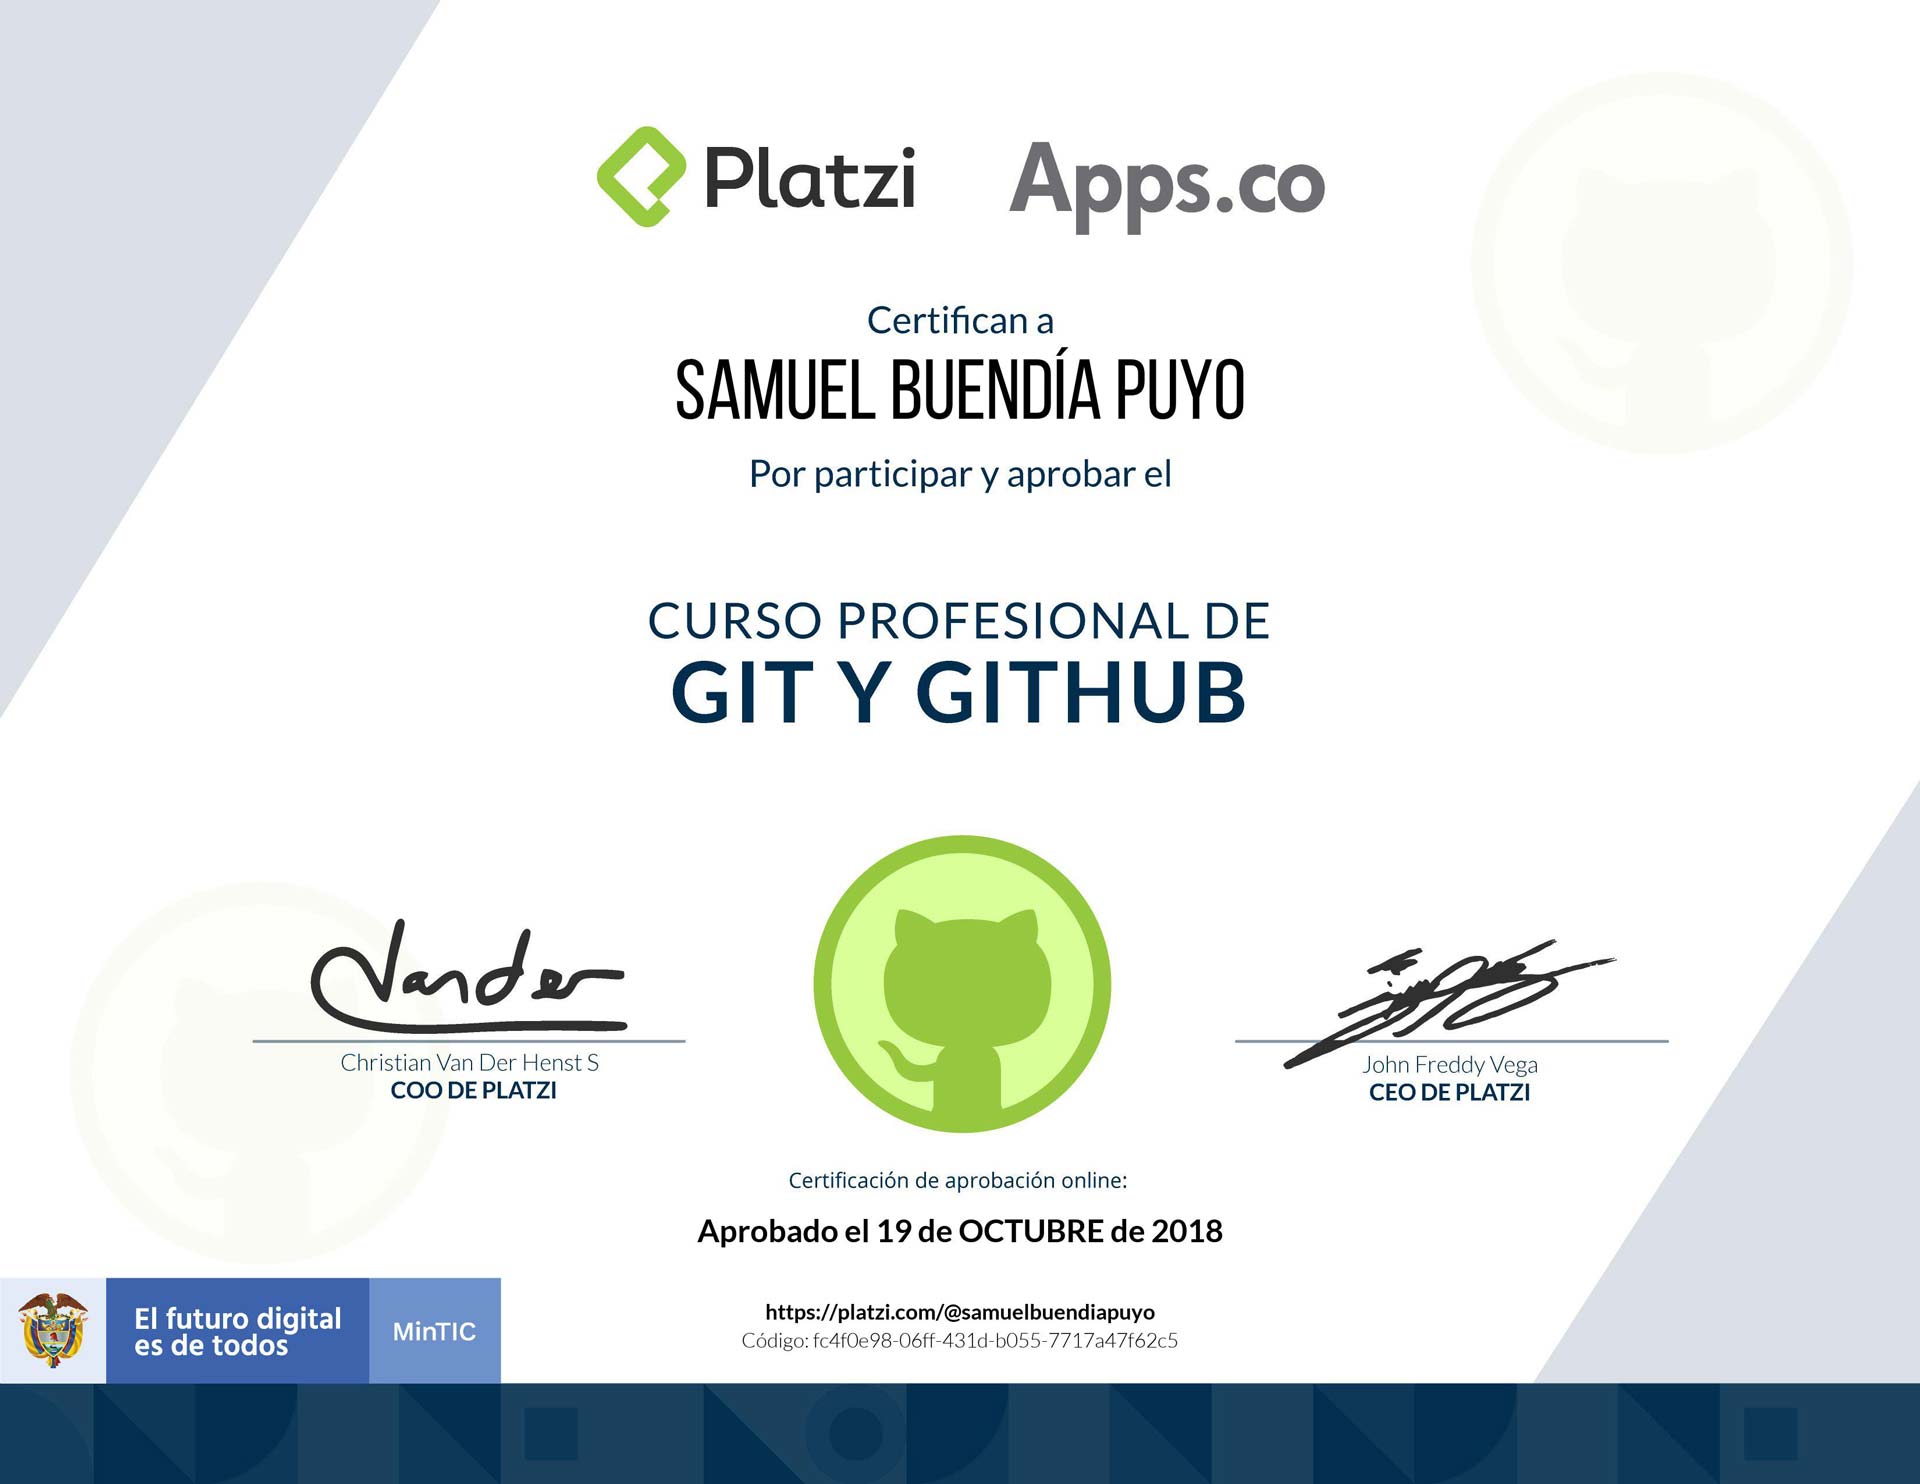 Platzi Apps.co
Certifican a
SAMUEL BUENDÍA PUYO
Por participar y aprobar el
CURSO PROFESIONAL DE
GIT Y GITHUB
Vander
Christian Van Der Henst S
COO DE PLATZI
John Freddy Vega
CEO DE PLATZI
Certificación de aprobación online:
Aprobado el 19 de OCTUBRE de 2018
El futuro digital
es de todos
MinTIC
https://platzi.com/@samuelbuendiapuyo
Código: fc4f0e98-06ff-431d-b055-7717a47f62c5